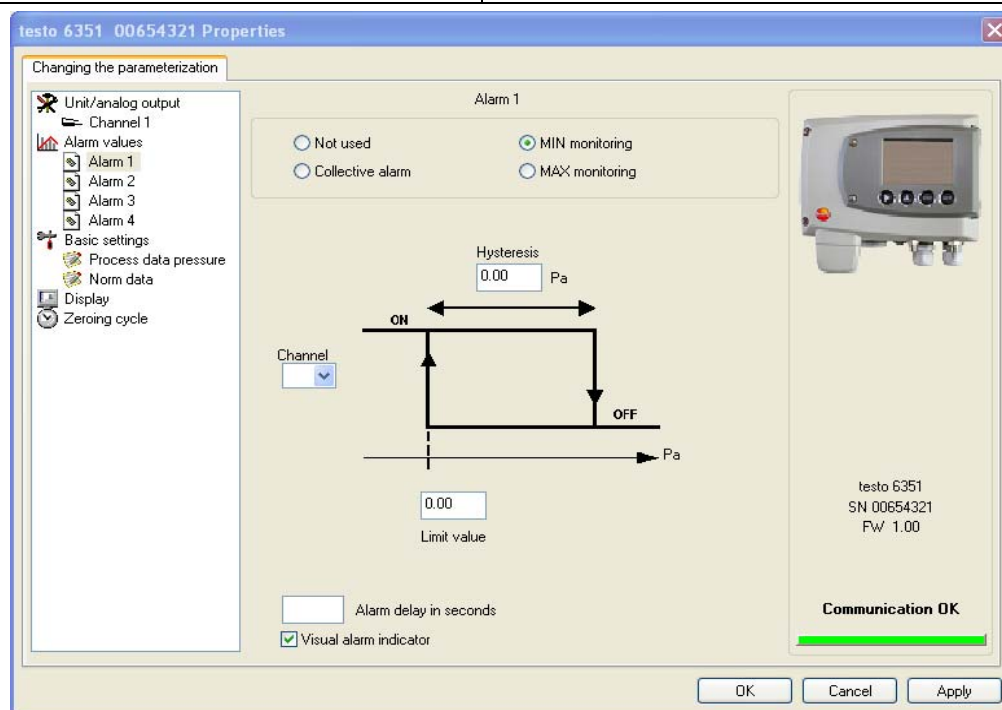 testo 6351 00654321 Properties
Changing the parameterization
Unit/analog output
Channel 1
Alarm values
Alarm 1
Alarm 2
Alarm 3
Alarm 4
Basic settings
Process data pressure
Norm data
Display
Zeroing cycle
Alarm 1
Not used
MIN monitoring
Collective alarm
MAX monitoring
Hysteresis
0.00 Pa
ON
Channel
OFF
Pa
0.00
Limit value
Alarm delay in seconds
Visual alarm indicator
testo 6351
SN 00654321
FW 1.00
Communication OK
OK Cancel Apply